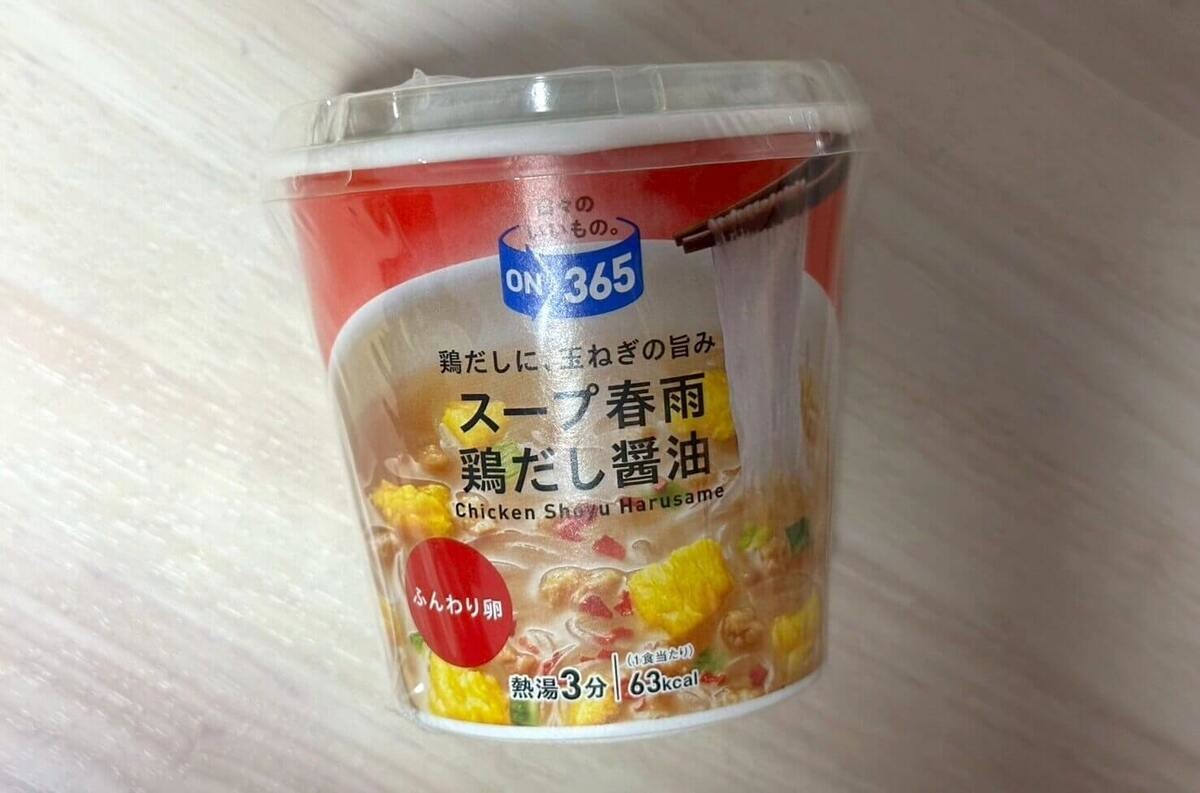 日々の
いいもの。
ON 365
鶏だしに、玉ねぎの旨み
スープ春雨
鶏だし醤油
Chicken Shoyu Harusame
ふんわり卵
熱湯3分
(1食当たり)
63kcal